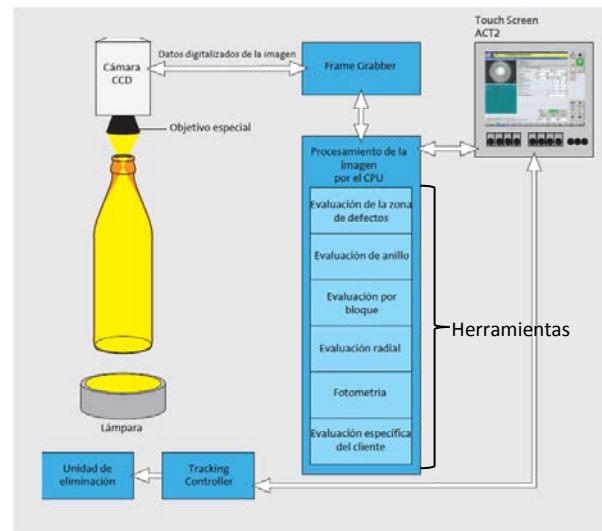 Touch Screen
ACT2
Cámara
CCD
Datos digitalizados de la imagen
Frame Grabber
Objetivo especial
Procesamiento de la
imagen
por el CPU
Evaluación de la zona
de defectos
Evaluación de anillo
Evaluación por
bloque
Evaluación radial
Fotometria
Evaluación específica
del cliente
Herramientas
Lámpara
Unidad de
eliminación
Tracking
Controller